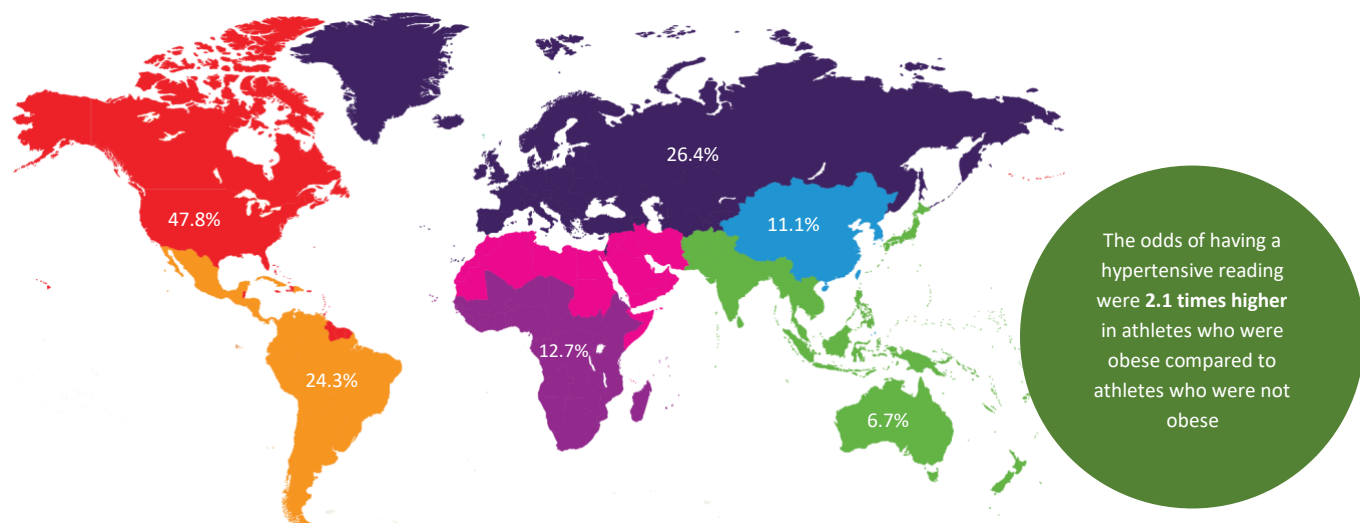 26.4%
47.8%
11.1%
The odds of having a
hypertensive reading
were 2.1 times higher
in athletes who were
obese compared to
athletes who were not
obese
12.7%
24.3%
6.7%